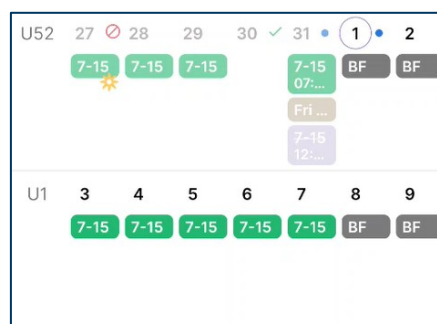 U52 27 28 29 30 31 1 2
7-15 7-15 7-15 7-15 BF BF
07:...
Fri ...
7-15
12:...
U1 3 4 5 6 7 8 9
7-15 7-15 7-15 7-15 7-15 BF BF